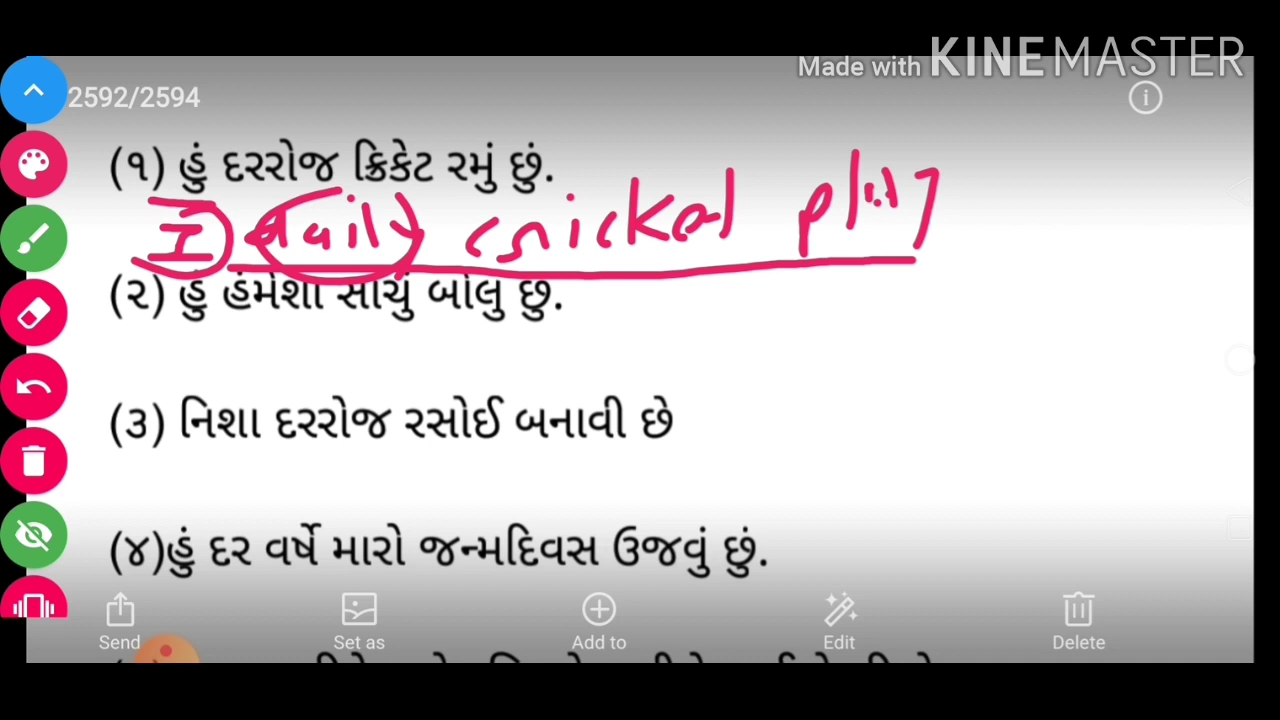 Made with KINEMASTER
2592/2594
(૧) હું દરરોજ ક્રિકેટ રમું છું.
I daily cricket play
(૨) હું હંમેશા સાચું બોલુ છું.
(૩) નિશા દરરોજ રસોઈ બનાવી છે
(૪)હું દર વર્ષે મારો જન્મદિવસ ઉજવું છું.
Send Set as Add to Edit Delete